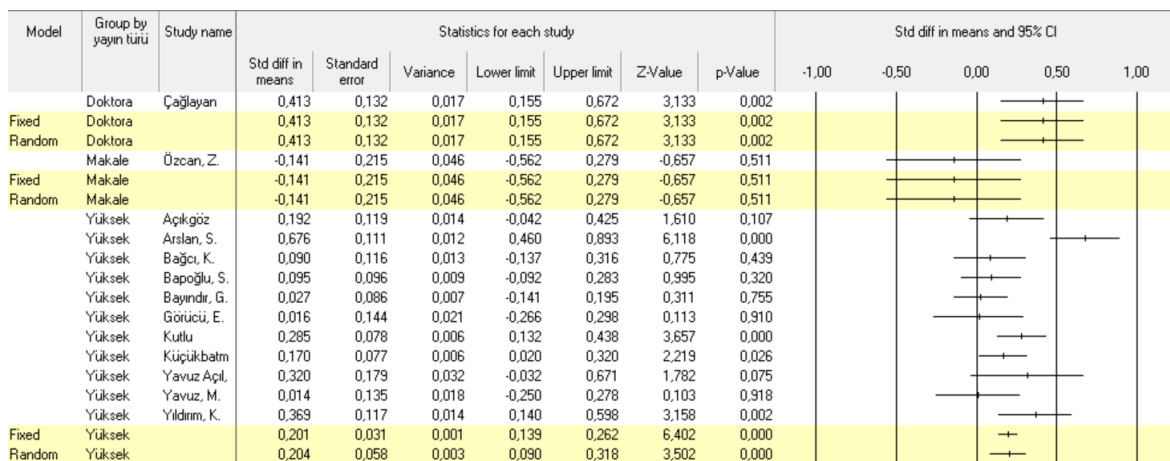 Model Group by yayın türü Study name Statistics for each study Std diff in means and 95% CI
Std diff in means Standard error Variance Lower limit Upper limit Z-Value p-Value -1,00 -0,50 0,00 0,50 1,00
Doktora Çağlayan 0,413 0,132 0,017 0,155 0,672 3,133 0,002
Fixed Doktora 0,413 0,132 0,017 0,155 0,672 3,133 0,002
Random Doktora 0,413 0,132 0,017 0,155 0,672 3,133 0,002
Makale Özcan, Z. -0,141 0,215 0,046 -0,562 0,279 -0,657 0,511
Fixed Makale -0,141 0,215 0,046 -0,562 0,279 -0,657 0,511
Random Makale -0,141 0,215 0,046 -0,562 0,279 -0,657 0,511
Yüksek Açıkgöz 0,192 0,119 0,014 -0,042 0,425 1,610 0,107
Yüksek Arslan, S. 0,676 0,111 0,012 0,460 0,893 6,118 0,000
Yüksek Bağcı, K. 0,090 0,116 0,013 -0,137 0,316 0,775 0,439
Yüksek Bapoğlu, S. 0,095 0,096 0,009 -0,092 0,283 0,995 0,320
Yüksek Bayındır, G. 0,027 0,086 0,007 -0,141 0,195 0,311 0,755
Yüksek Görücü, E. 0,016 0,144 0,021 -0,266 0,298 0,113 0,910
Yüksek Kutlu 0,285 0,078 0,006 0,132 0,438 3,657 0,000
Yüksek Küçükbatm 0,170 0,077 0,006 0,020 0,320 2,219 0,026
Yüksek Yavuz Açıl, 0,320 0,179 0,032 -0,032 0,671 1,782 0,075
Yüksek Yavuz, M. 0,014 0,135 0,018 -0,250 0,278 0,103 0,918
Yüksek Yıldırım, K. 0,369 0,117 0,014 0,140 0,598 3,158 0,002
Fixed Yüksek 0,201 0,031 0,001 0,139 0,262 6,402 0,000
Random Yüksek 0,204 0,058 0,003 0,090 0,318 3,502 0,000